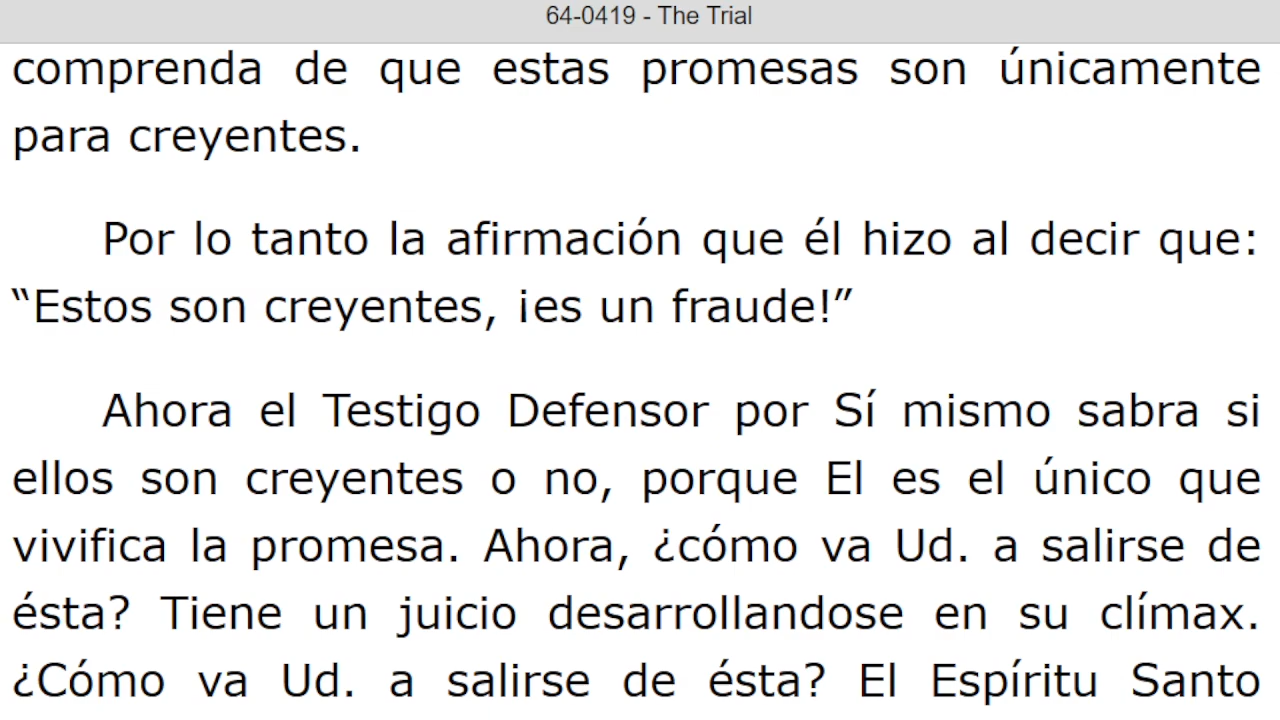 64-0419 - The Trial
comprenda de que estas promesas son únicamente
para creyentes.
Por lo tanto la afirmación que él hizo al decir que:
“Estos son creyentes, ¡es un fraude!”
Ahora el Testigo Defensor por Sí mismo sabra si
ellos son creyentes o no, porque El es el único que
vivifica la promesa. Ahora, ¿cómo va Ud. a salirse de
ésta? Tiene un juicio desarrollandose en su clímax.
¿Cómo va Ud. a salirse de ésta? El Espíritu Santo